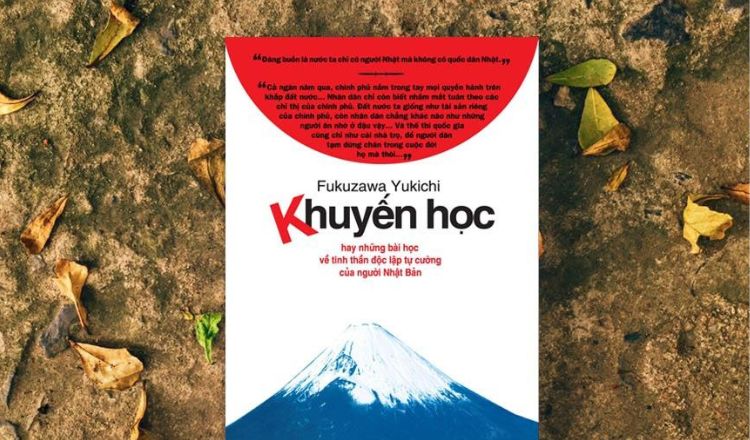 “Đáng buồn là nước ta chỉ có người Nhật mà không có quốc dân Nhật.„
“Cả ngàn năm qua, chính phủ nắm trong tay mọi quyền hành trên
khắp đất nước... Nhân dân chỉ còn biết nhắm mắt tuân theo các
chỉ thị của chính phủ. Đất nước ta giống như tài sản riêng
của chính phủ, còn nhân dân chẳng khác nào như những
người ăn nhờ ở đậu vậy... Và thế thì quốc gia
cũng chỉ như cái nhà trọ, để người dân
tạm dừng chân trong cuộc đời
họ mà thôi...„
Fukuzawa Yukichi
Khuyến học
hay những bài học
về tinh thần độc lập tự cường
của người Nhật Bản